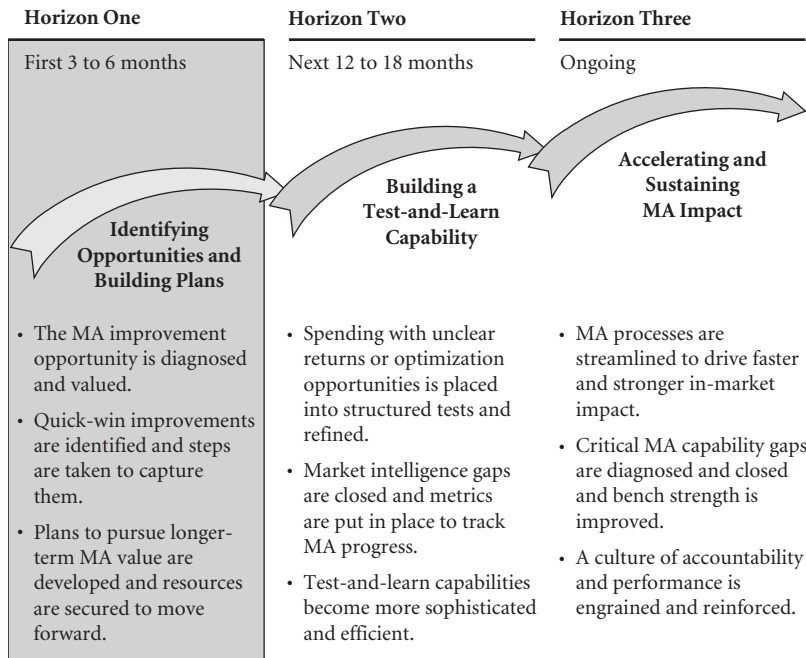 Horizon One
First 3 to 6 months
Identifying
Opportunities and
Building Plans
• The MA improvement
opportunity is diagnosed
and valued.
• Quick-win improvements
are identified and steps
are taken to capture
them.
• Plans to pursue longer-
term MA value are
developed and resources
are secured to move
forward.
Horizon Two
Next 12 to 18 months
Building a
Test-and-Learn
Capability
• Spending with unclear
returns or optimization
opportunities is placed
into structured tests and
refined.
• Market intelligence gaps
are closed and metrics
are put in place to track
MA progress.
• Test-and-learn capabilities
become more sophisticated
and efficient.
Horizon Three
Ongoing
Accelerating and
Sustaining
MA Impact
• MA processes are
streamlined to drive faster
and stronger in-market
impact.
• Critical MA capability gaps
are diagnosed and closed
and bench strength is
improved.
• A culture of accountability
and performance is
engrained and reinforced.